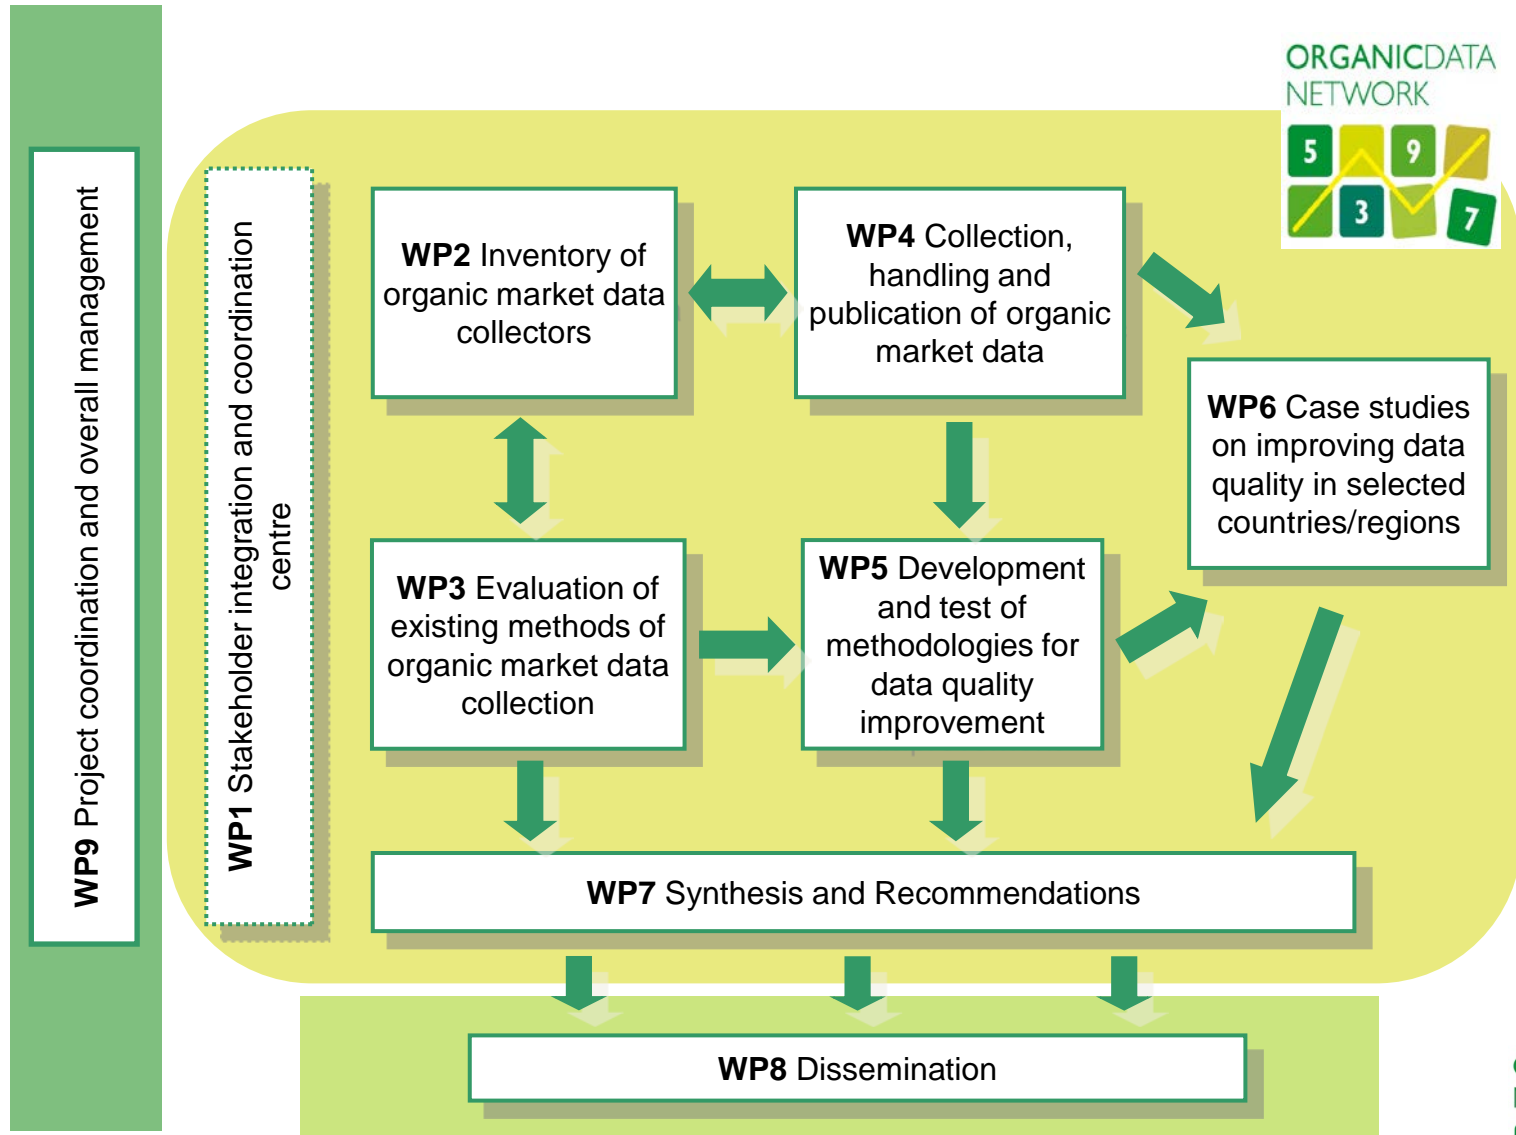 ORGANICDATA
NETWORK
5
9
3
7
WP9 Project coordination and overall management
WP1 Stakeholder integration and coordination
centre
WP2 Inventory of
organic market data
collectors
WP4 Collection,
handling and
publication of organic
market data
WP6 Case studies
on improving data
quality in selected
countries/regions
WP3 Evaluation of
existing methods of
organic market data
collection
WP5 Development
and test of
methodologies for
data quality
improvement
WP7 Synthesis and Recommendations
WP8 Dissemination